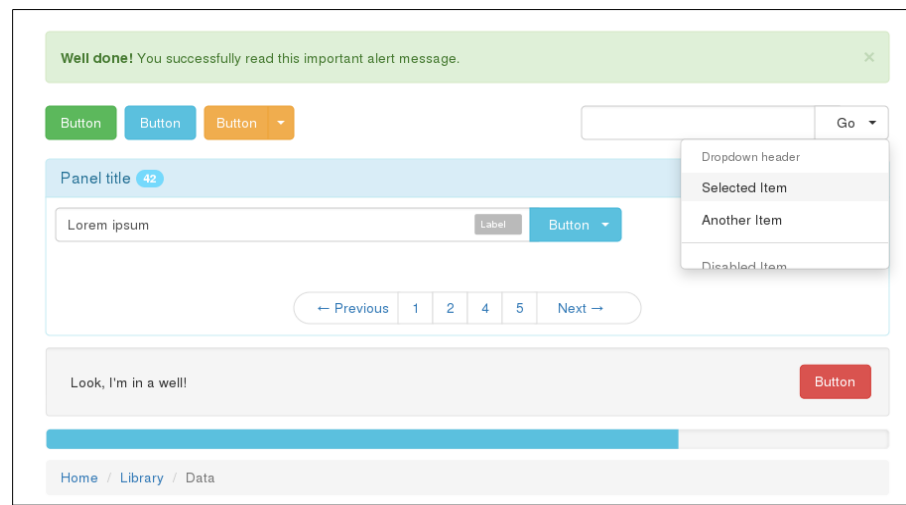 Well done! You successfully read this important alert message. ×
Button Button Button Go
Dropdown header
Panel title 42
Selected Item
Another Item
Lorem ipsum Label Button
Disabled Item
← Previous 1 2 4 5 Next →
Look, I'm in a well! Button
Home / Library / Data